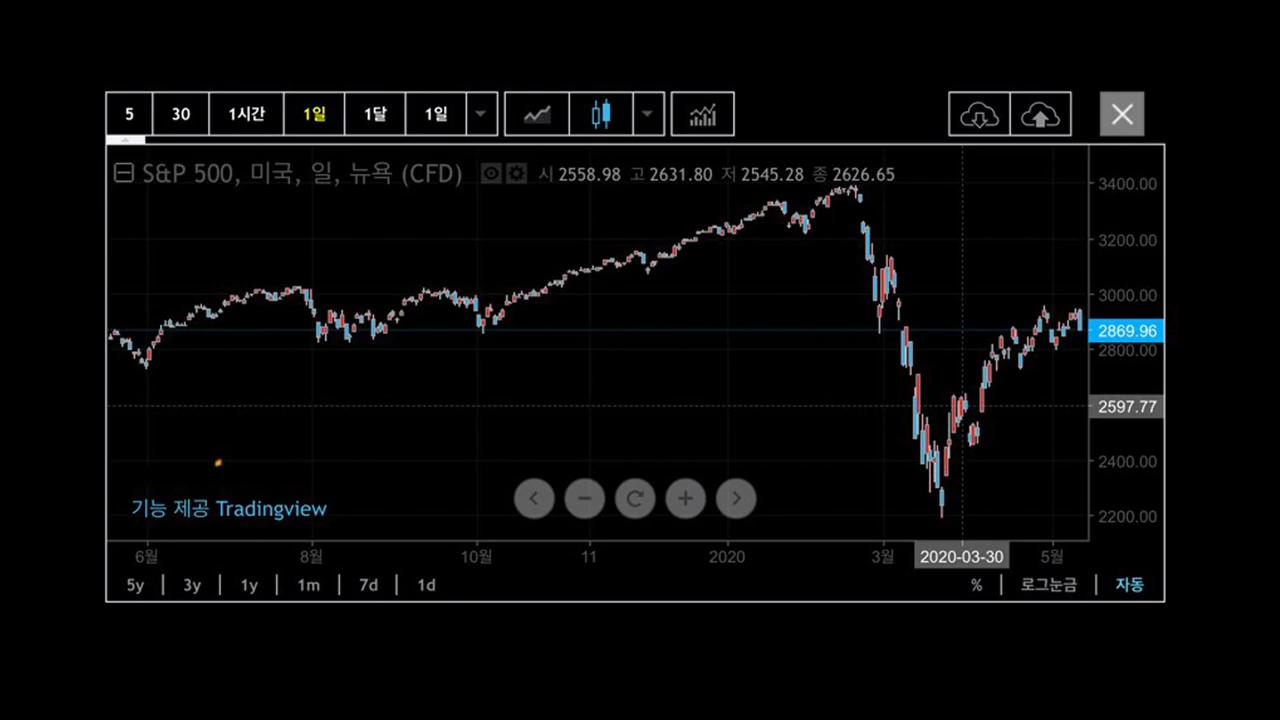 5 30 1시간 1일 1달 1일
S&P 500, 미국, 일, 뉴욕 (CFD) 시 2558.98 고 2631.80 저 2545.28 종 2626.65
3400.00
3200.00
3000.00
2869.96
2800.00
2597.77
2400.00
2200.00
기능 제공 Tradingview
6월 8월 10월 11 2020 3월 2020-03-30 5월
5y 3y 1y 1m 7d 1d % 로그눈금 자동